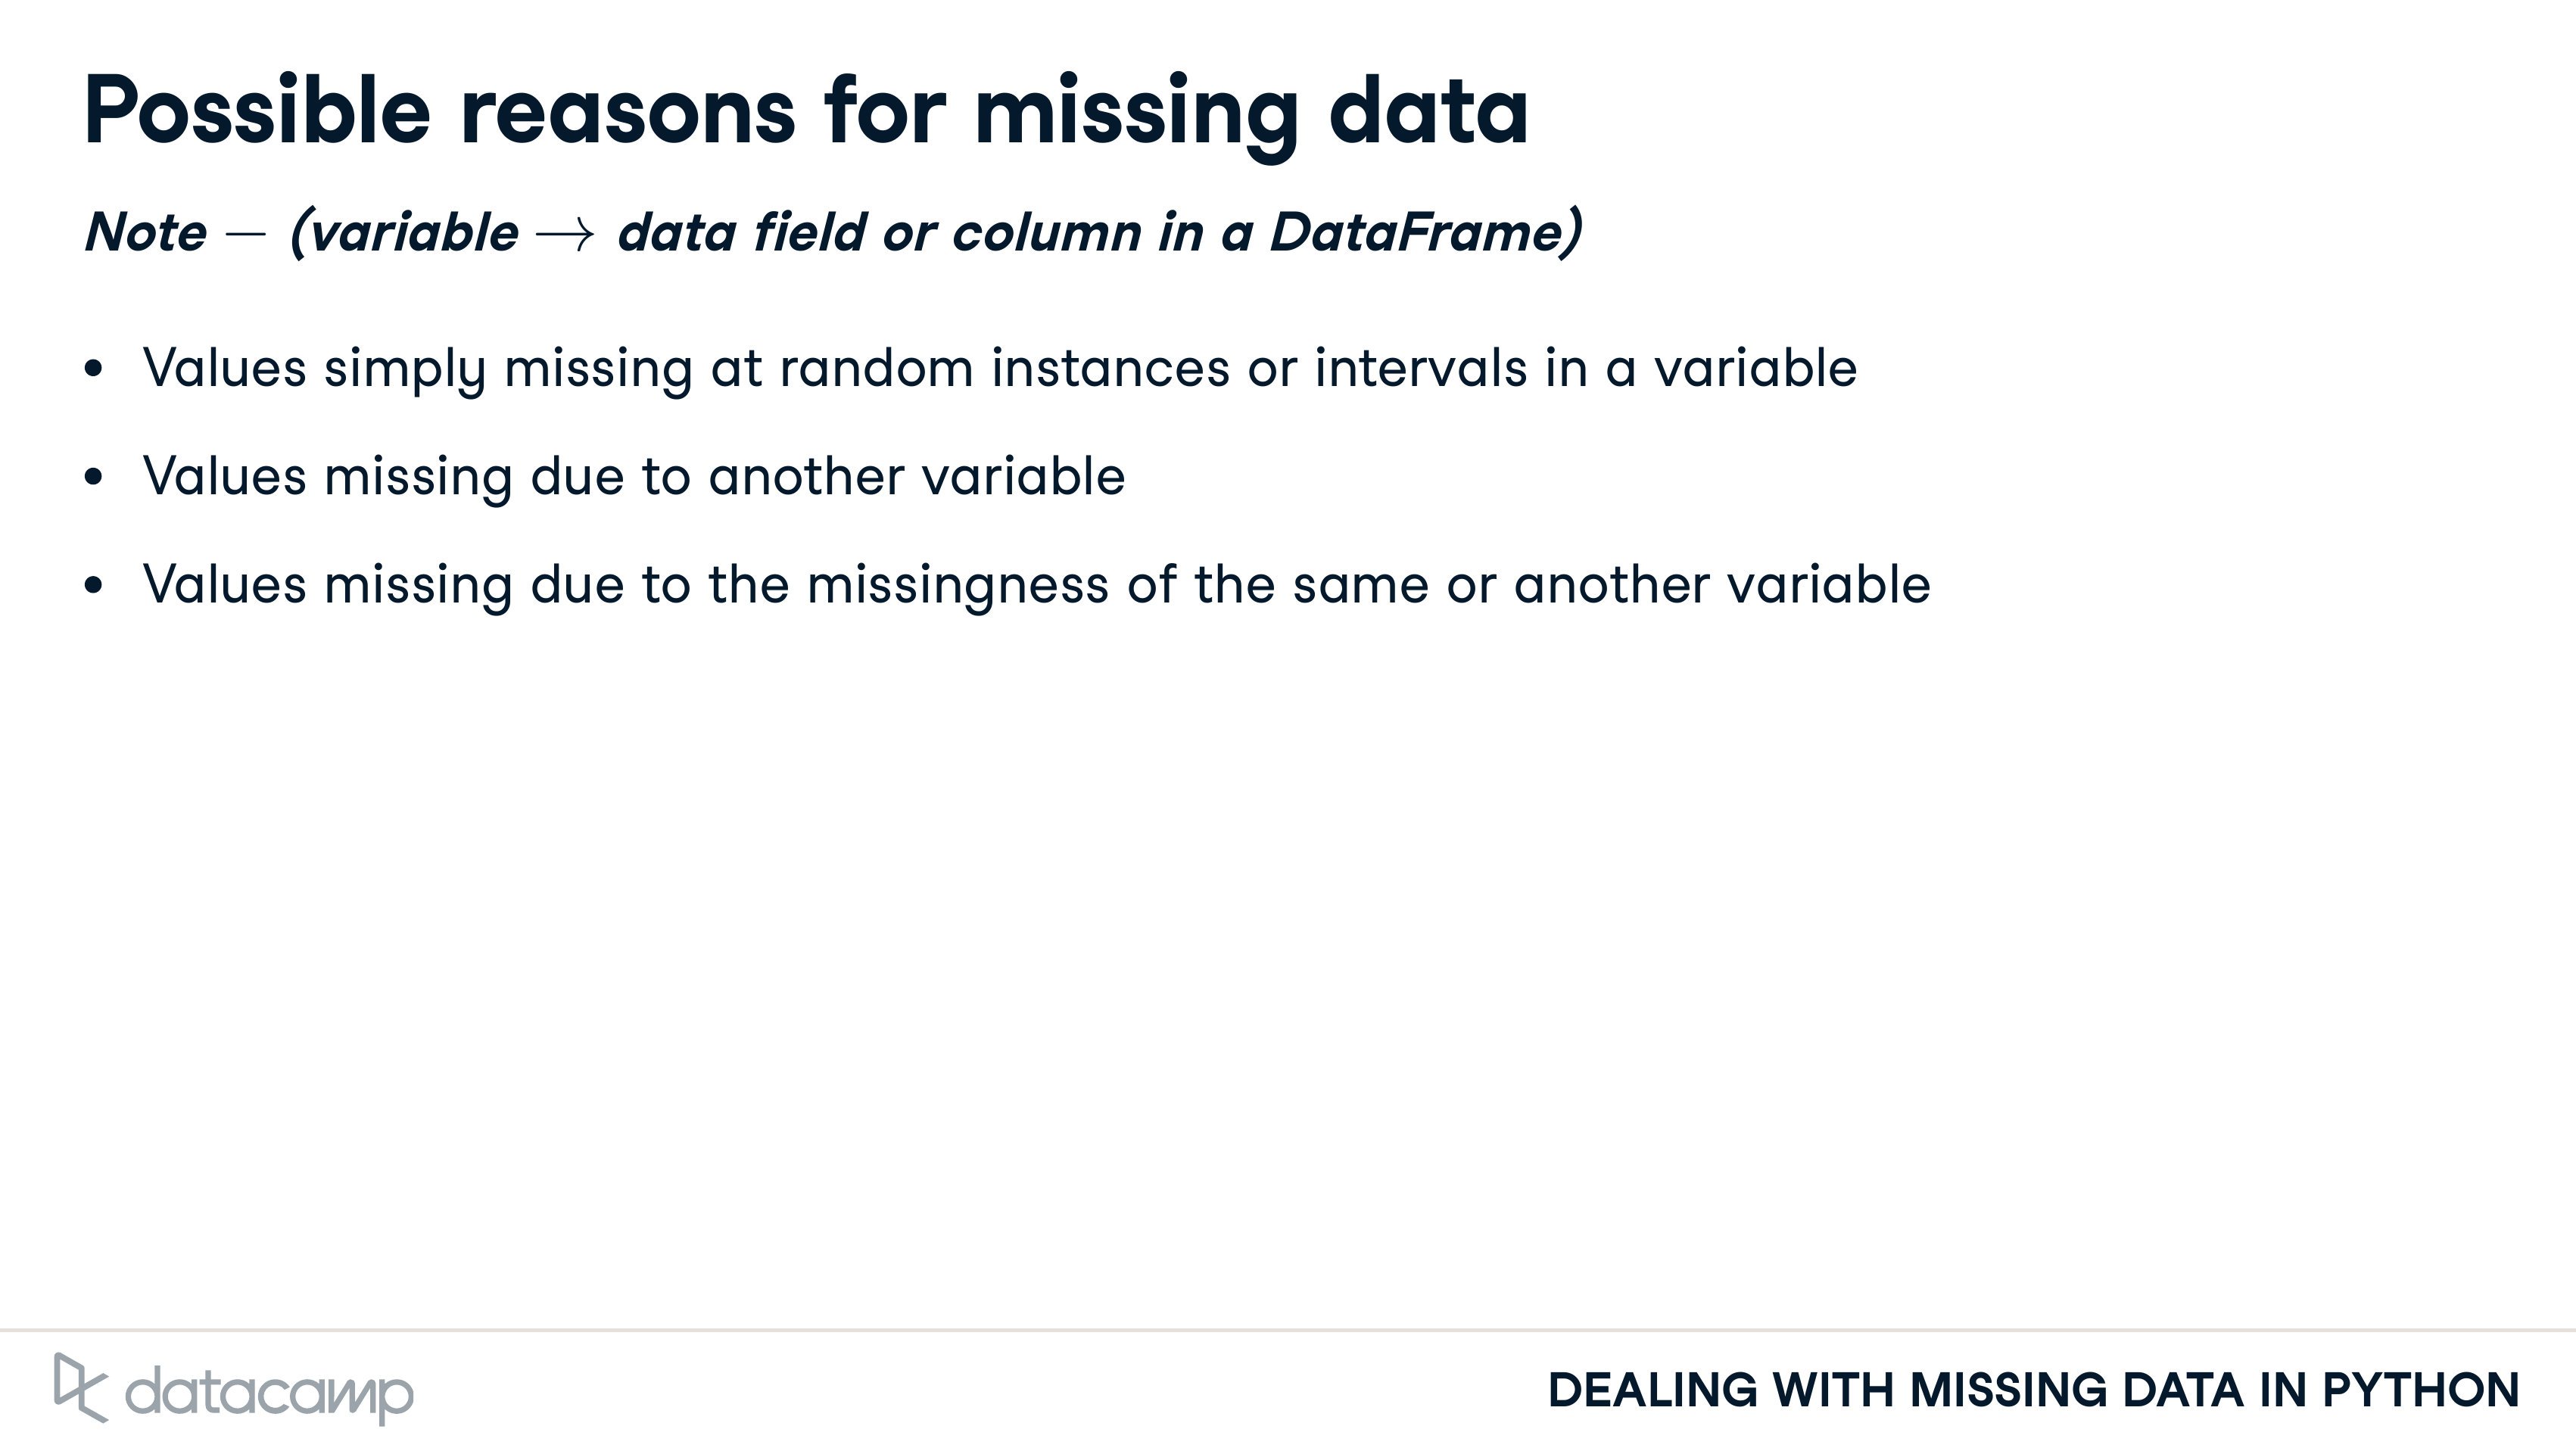 Possible reasons for missing data
Note — (variable → data field or column in a DataFrame)
• Values simply missing at random instances or intervals in a variable
• Values missing due to another variable
• Values missing due to the missingness of the same or another variable
datacamp
DEALING WITH MISSING DATA IN PYTHON